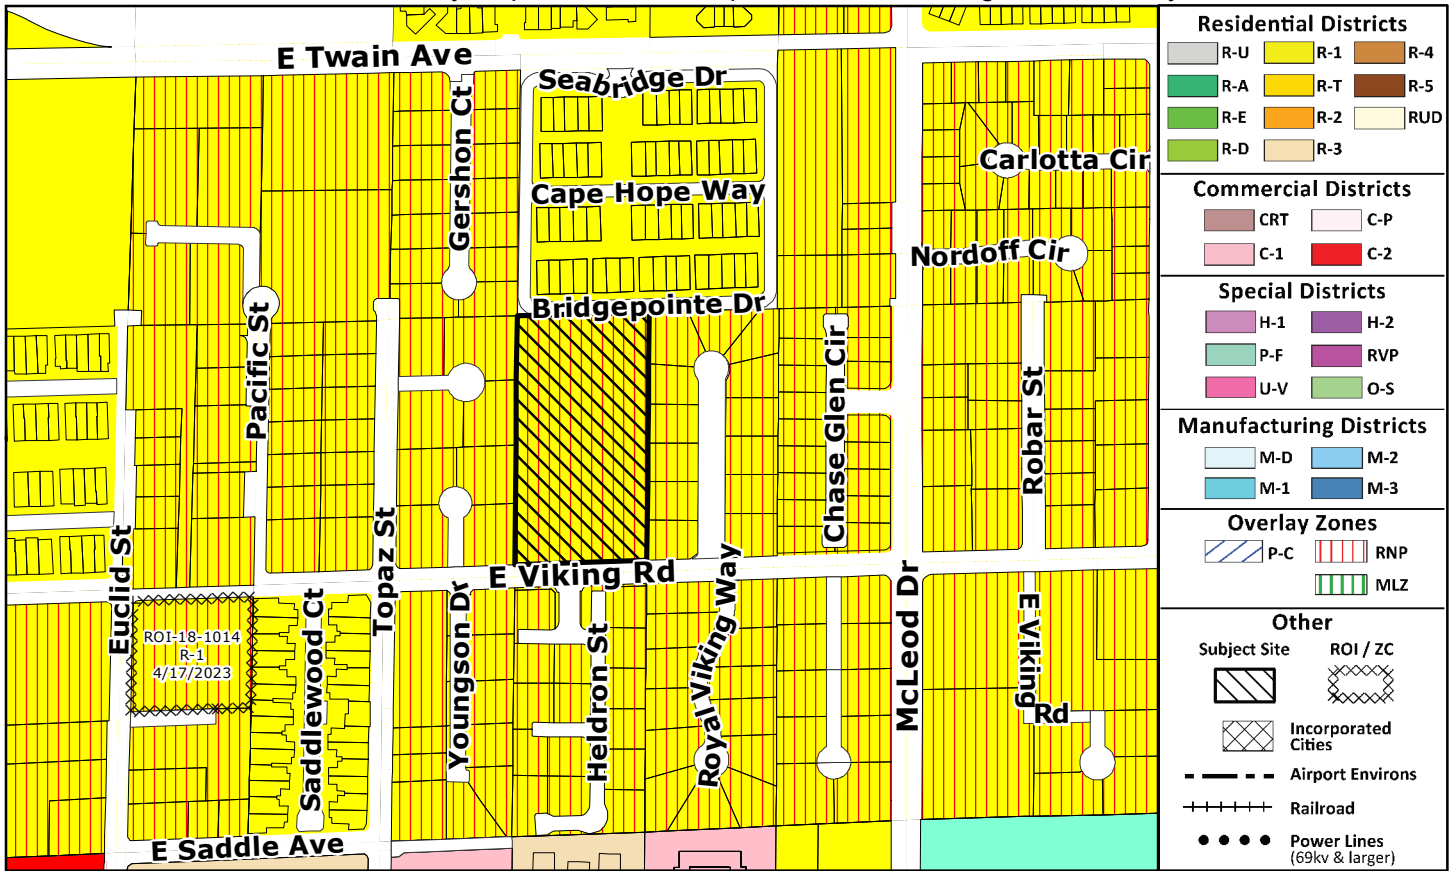 E Twain Ave
Seabridge Dr
Gershon Ct
Carlotta Cir
Cape Hope Way
Nordoff Cir
Bridgepointe Dr
Pacific St
Chase Glen Cir
Robar St
Topaz St
Euclid St
E Viking Rd
ROI-18-1014
R-1
4/17/2023
Saddlewood Ct
Youngson Dr
Heldron St
Royal Viking Way
McLeod Dr
E Viking
Rd
E Saddle Ave
Residential Districts
R-U R-1 R-4
R-A R-T R-5
R-E R-2 RUD
R-D R-3
Commercial Districts
CRT C-P
C-1 C-2
Special Districts
H-1 H-2
P-F RVP
U-V O-S
Manufacturing Districts
M-D M-2
M-1 M-3
Overlay Zones
P-C RNP
MLZ
Other
Subject Site ROI / ZC
Incorporated
Cities
Airport Environs
Railroad
Power Lines
(69kv & larger)